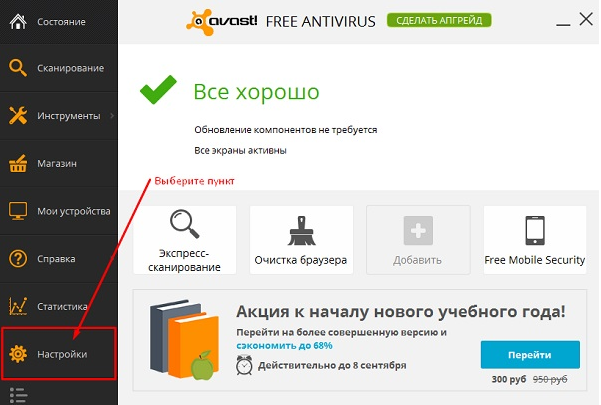 Состояние
Сканирование
Инструменты
Магазин
Мои устройства
Справка
Статистика
Настройки
avast! FREE ANTIVIRUS
СДЕЛАТЬ АПГРЕЙД
Все хорошо
Обновление компонентов не требуется
Все экраны активны
Выберите пункт
Экспресс-
сканирование
Очистка браузера
Добавить
Free Mobile Security
Акция к началу нового учебного года!
Перейти на более совершенную версию и
сэкономить до 68%
Действительно до 8 сентября
Перейти
300 руб 950 руб